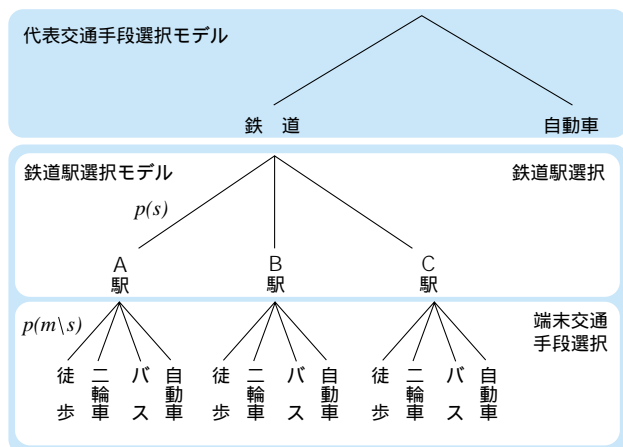 代表交通手段選択モデル
鉄 道
自動車
鉄道駅選択モデル
鉄道駅選択
p(s)
A駅
B駅
C駅
p(m\s)
端末交通
手段選択
徒歩
二輪車
バス
自動車
徒歩
二輪車
バス
自動車
徒歩
二輪車
バス
自動車